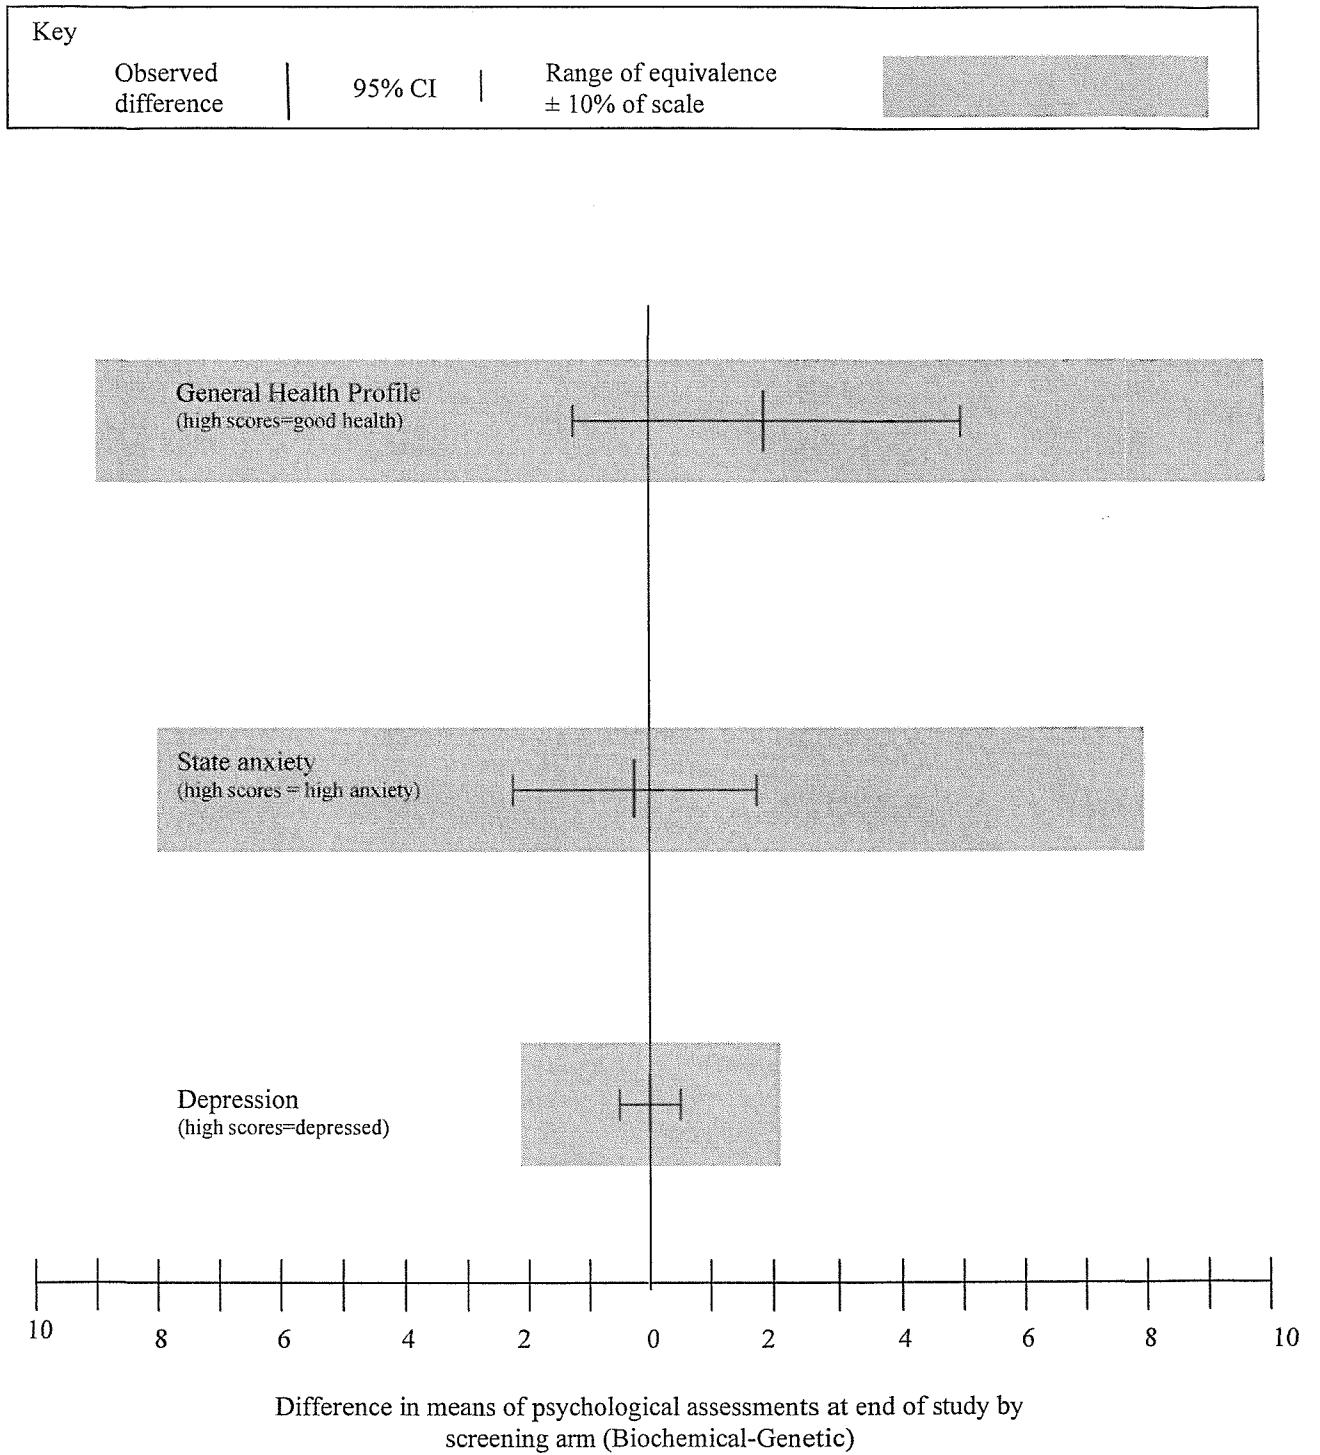 Key
Observed
difference
95% CI
Range of equivalence
± 10% of scale
General Health Profile
(high scores=good health)
State anxiety
(high scores = high anxiety)
Depression
(high scores=depressed)
10 8 6 4 2 0 2 4 6 8 10
Difference in means of psychological assessments at end of study by
screening arm (Biochemical-Genetic)